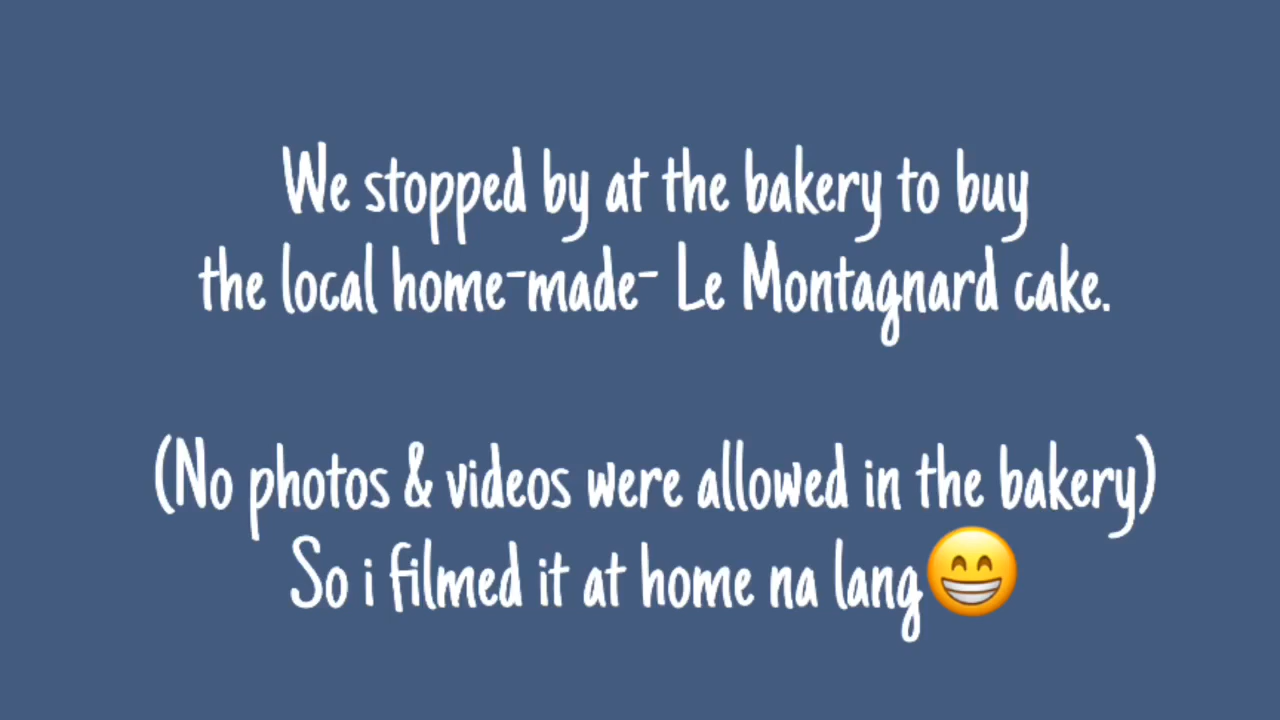 We stopped by at the bakery to buy
the local home-made- Le Montagnard cake.
(No photos & videos were allowed in the bakery)
So i filmed it at home na lang😁